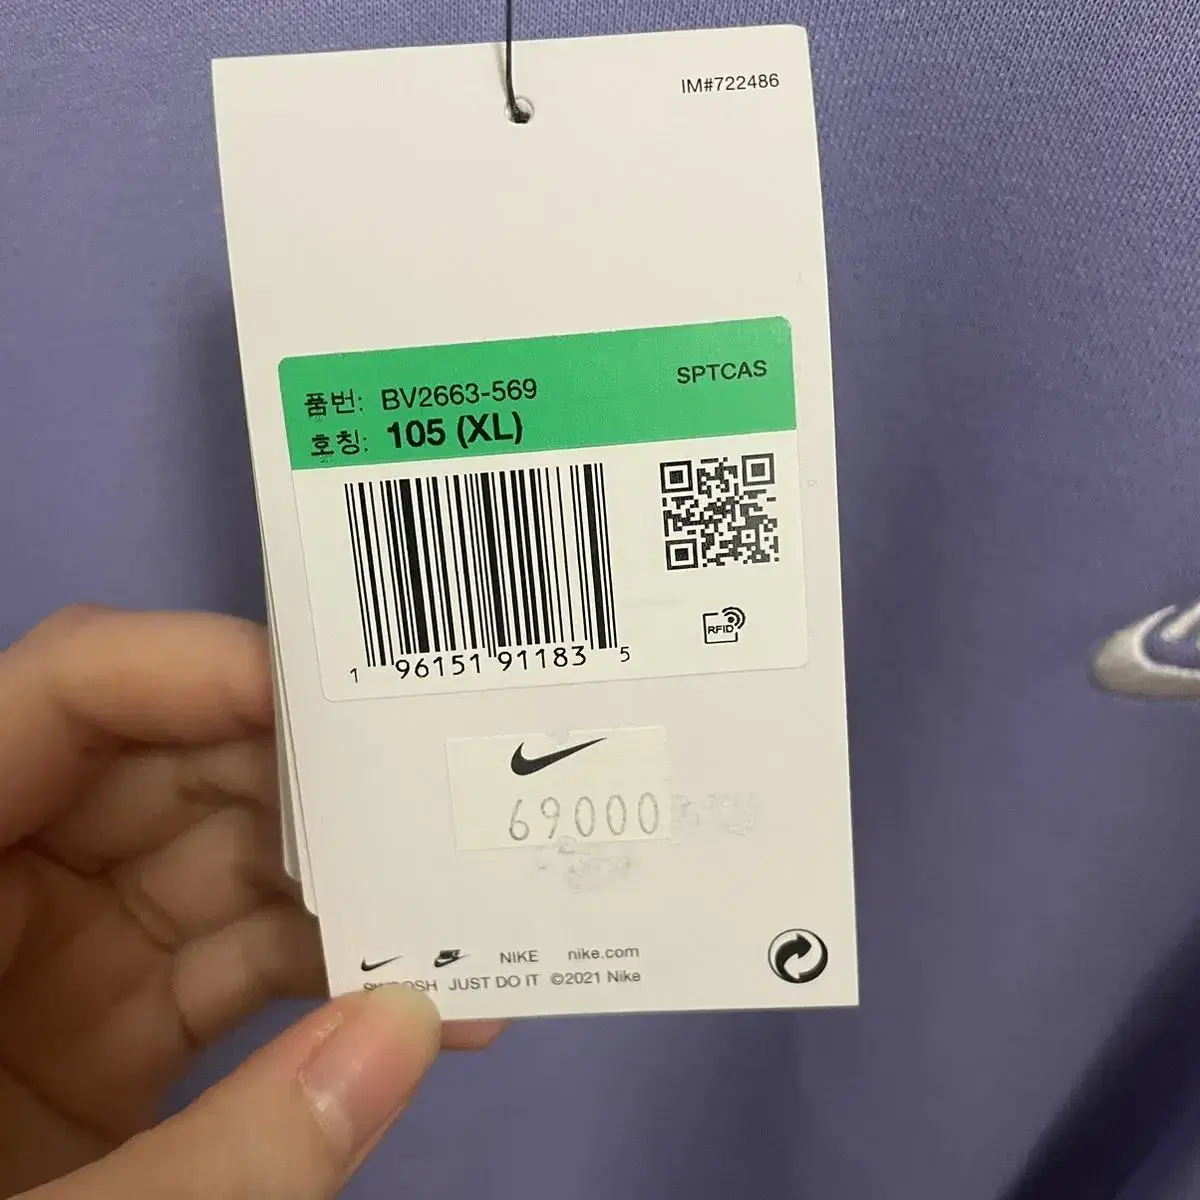 IM#722486
품번: BV2663-569
SPTCAS
호칭: 105 (XL)
1 96151 91183 5
RFID
69000
NIKE nike.com
JUST DO IT ©2021 Nike